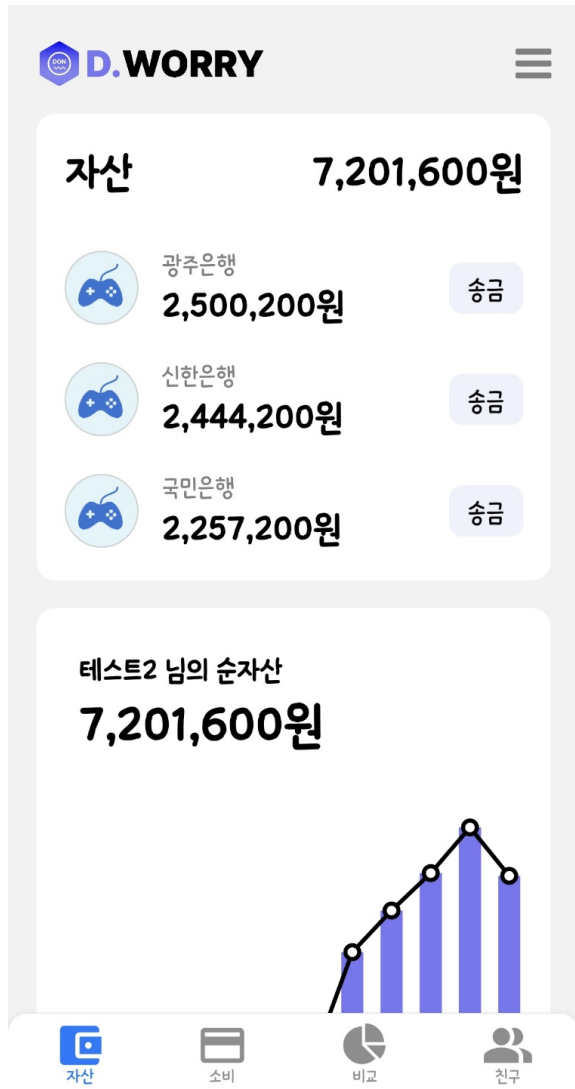 DON
D.WORRY
자산 7,201,600원
광주은행
2,500,200원
송금
신한은행
2,444,200원
송금
국민은행
2,257,200원
송금
테스트2 님의 순자산
7,201,600원
자산 소비 비교 친구